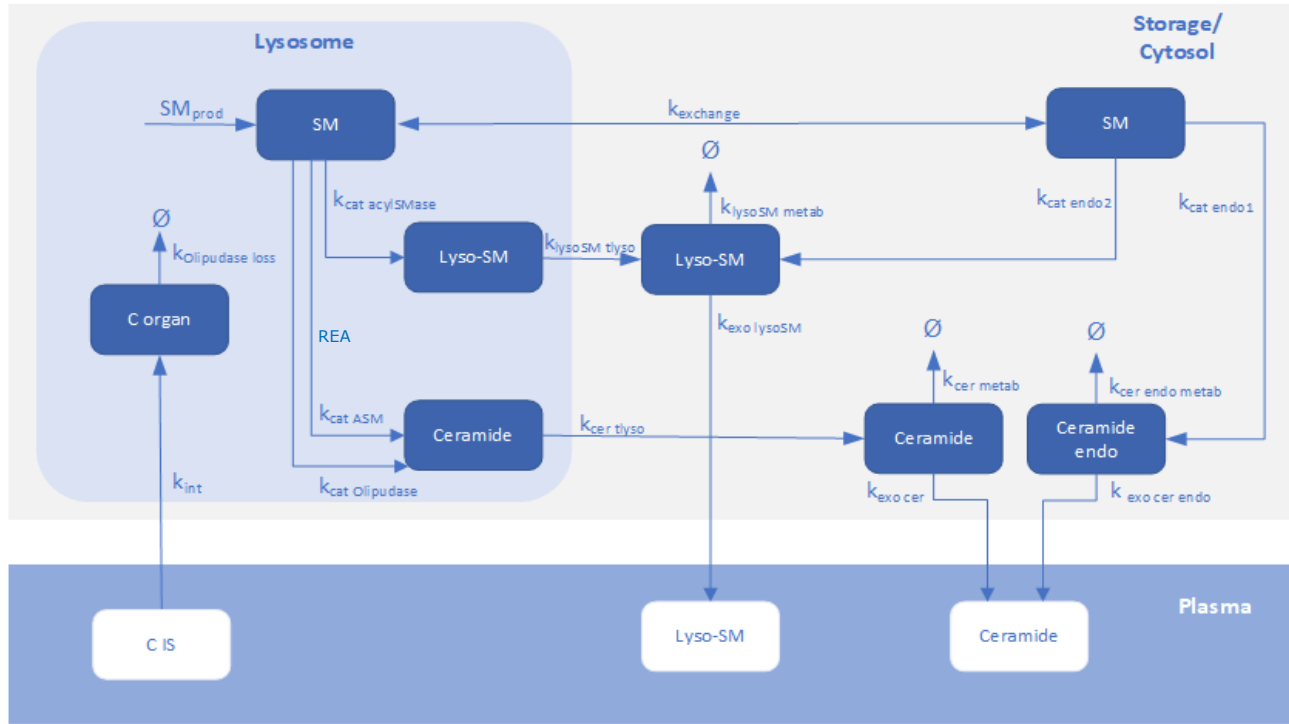 Lysosome
Storage/
Cytosol
SMprod
SM
kexchange
SM
Ø
kcat acylSMase
klysoSM metab
kcat endo2
kcat endo1
Ø
kOlipudase loss
Lyso-SM
klysoSM tlyso
Lyso-SM
C organ
REA
kexo lysoSM
Ø
Ø
kcer metab
kcer endo metab
kcat ASM
Ceramide
kcer tlyso
Ceramide
Ceramide
endo
kint
kcat Olipudase
kexo cer
k exo cer endo
Plasma
C IS
Lyso-SM
Ceramide